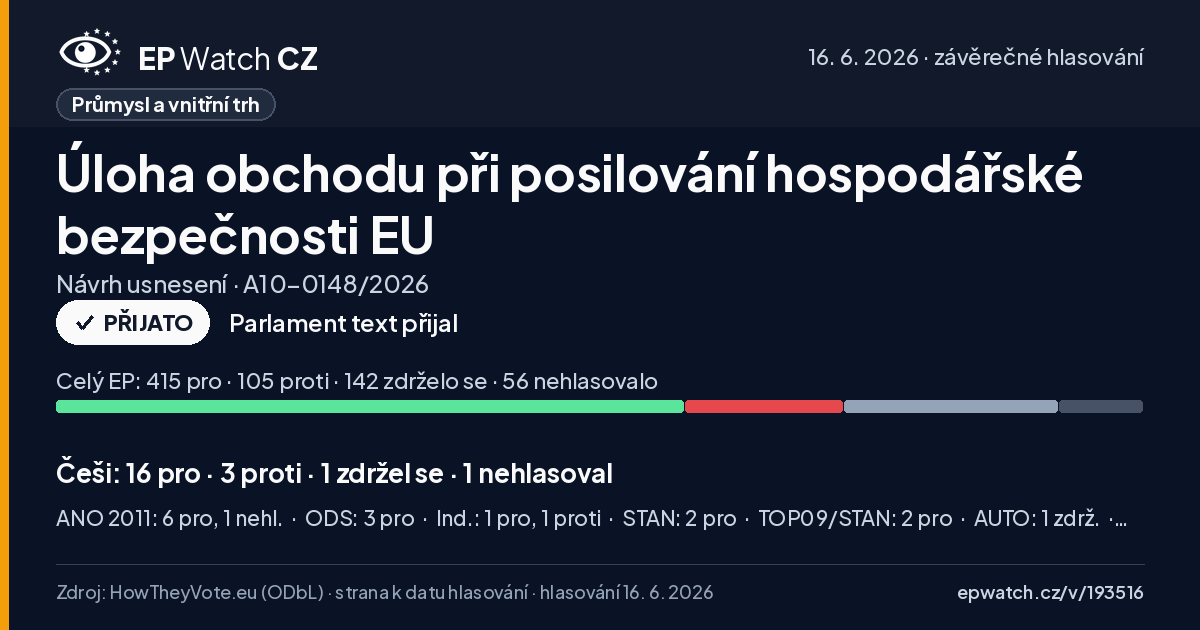 EP Watch CZ
16. 6. 2026 · závěrečné hlasování
Průmysl a vnitřní trh
Úloha obchodu při posilování hospodářské
bezpečnosti EU
Návrh usnesení · A10–0148/2026
✓ PŘIJATO
Parlament text přijal
Celý EP: 415 pro · 105 proti · 142 zdrželo se · 56 nehlasovalo
Češi: 16 pro · 3 proti · 1 zdržel se · 1 nehlasoval
ANO 2011: 6 pro, 1 nehl. · ODS: 3 pro · Ind.: 1 pro, 1 proti · STAN: 2 pro · TOP09/STAN: 2 pro · AUTO: 1 zdrž. ·…
Zdroj: HowTheyVote.eu (ODbL) · strana k datu hlasování · hlasování 16. 6. 2026
epwatch.cz/v/193516